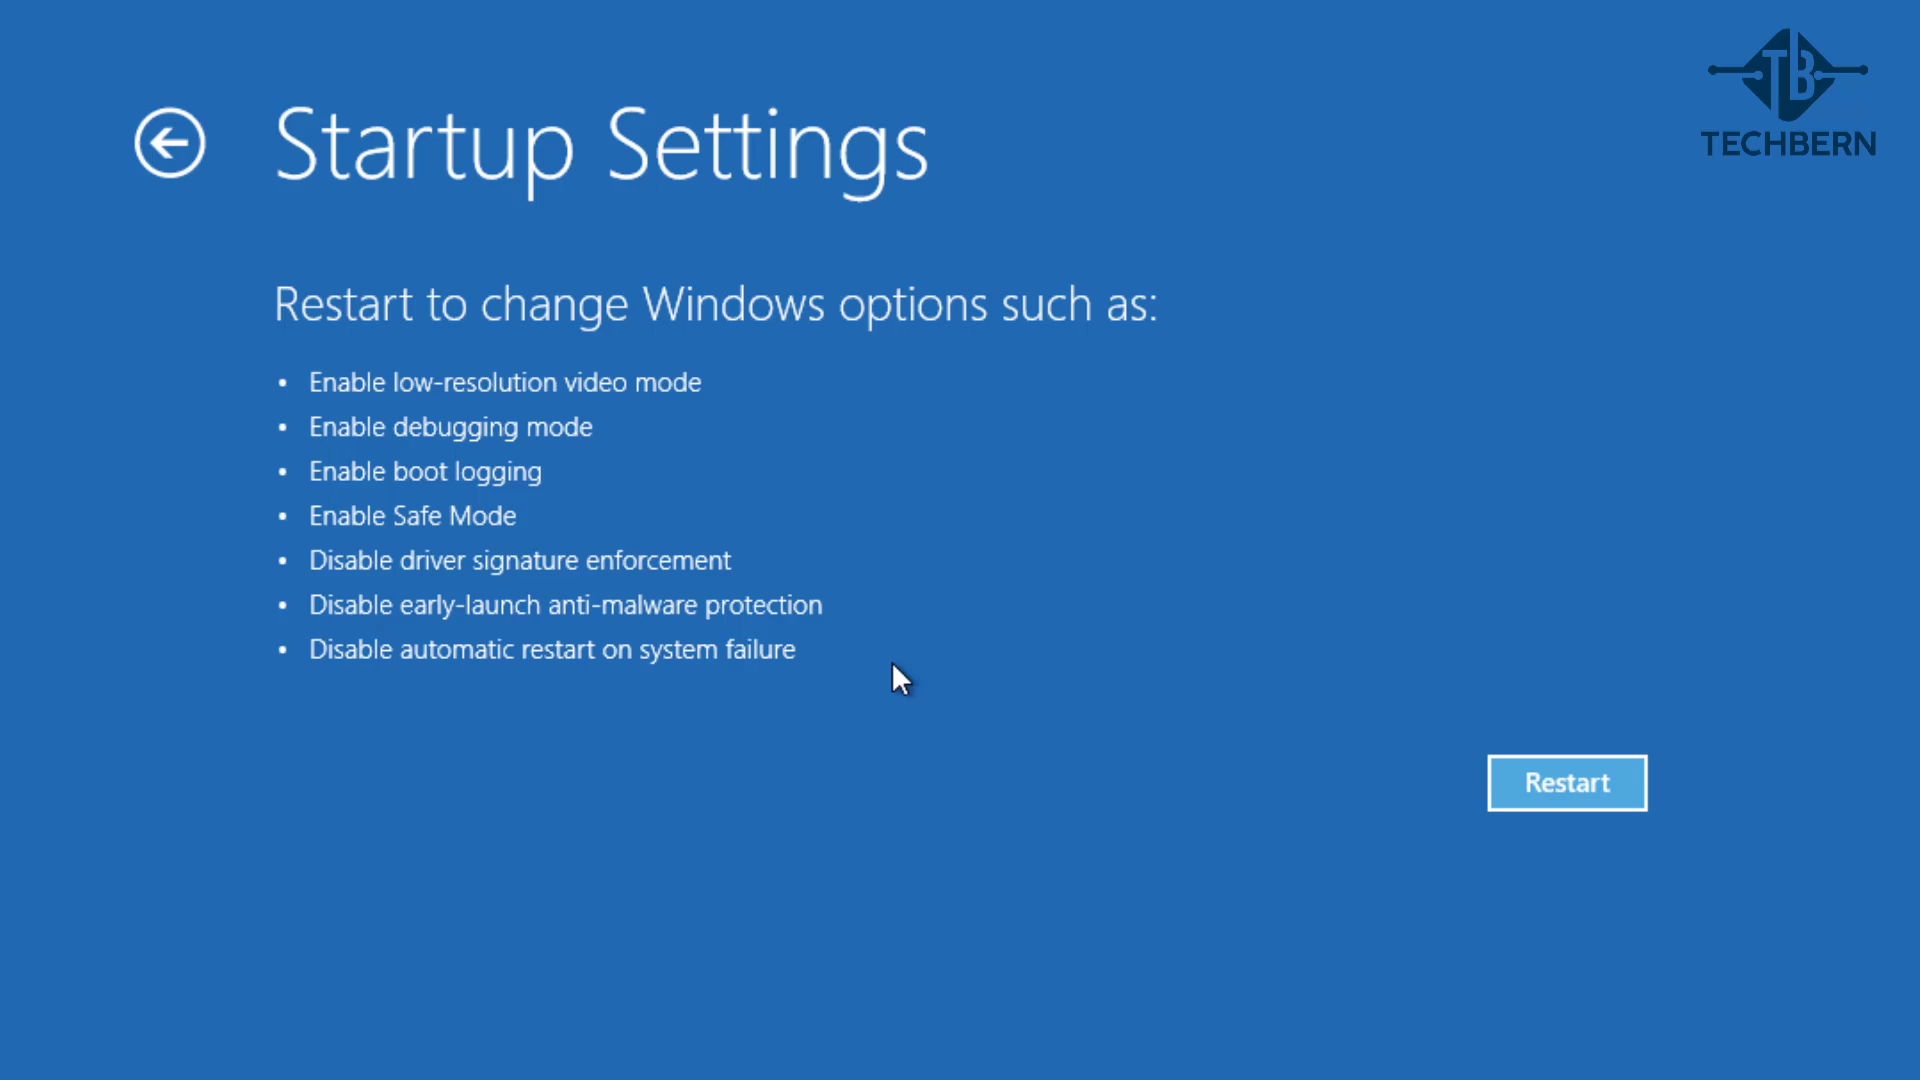 TB
TECHBERN
Startup Settings
Restart to change Windows options such as:
• Enable low-resolution video mode
• Enable debugging mode
• Enable boot logging
• Enable Safe Mode
• Disable driver signature enforcement
• Disable early-launch anti-malware protection
• Disable automatic restart on system failure
Restart